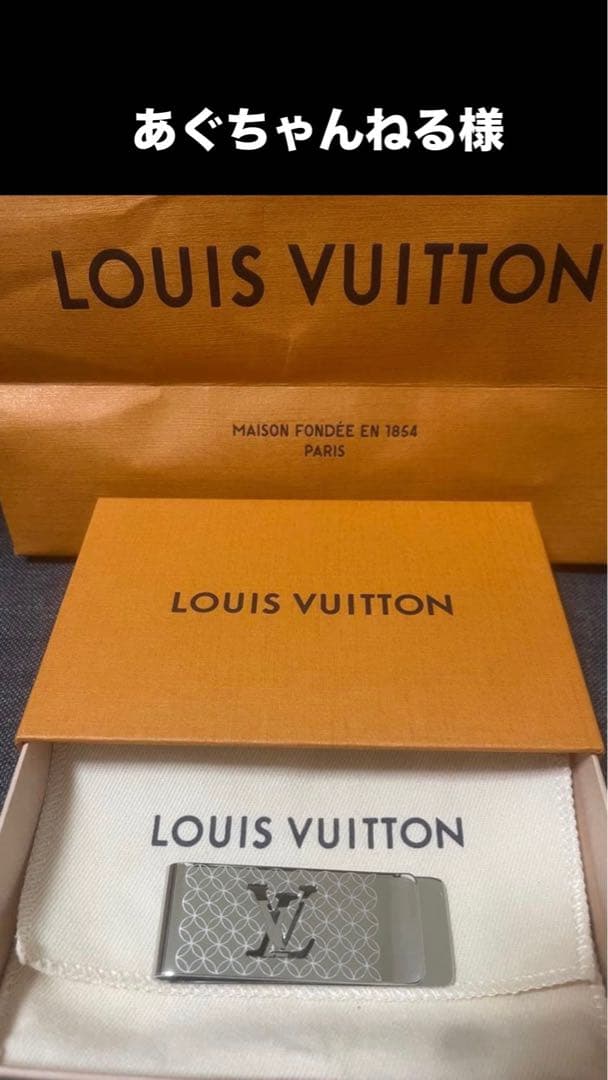 あぐちゃんねる様
LOUIS VUITTON
MAISON FONDÉE EN 1854
PARIS
LOUIS VUITTON
LOUIS VUITTON
LV